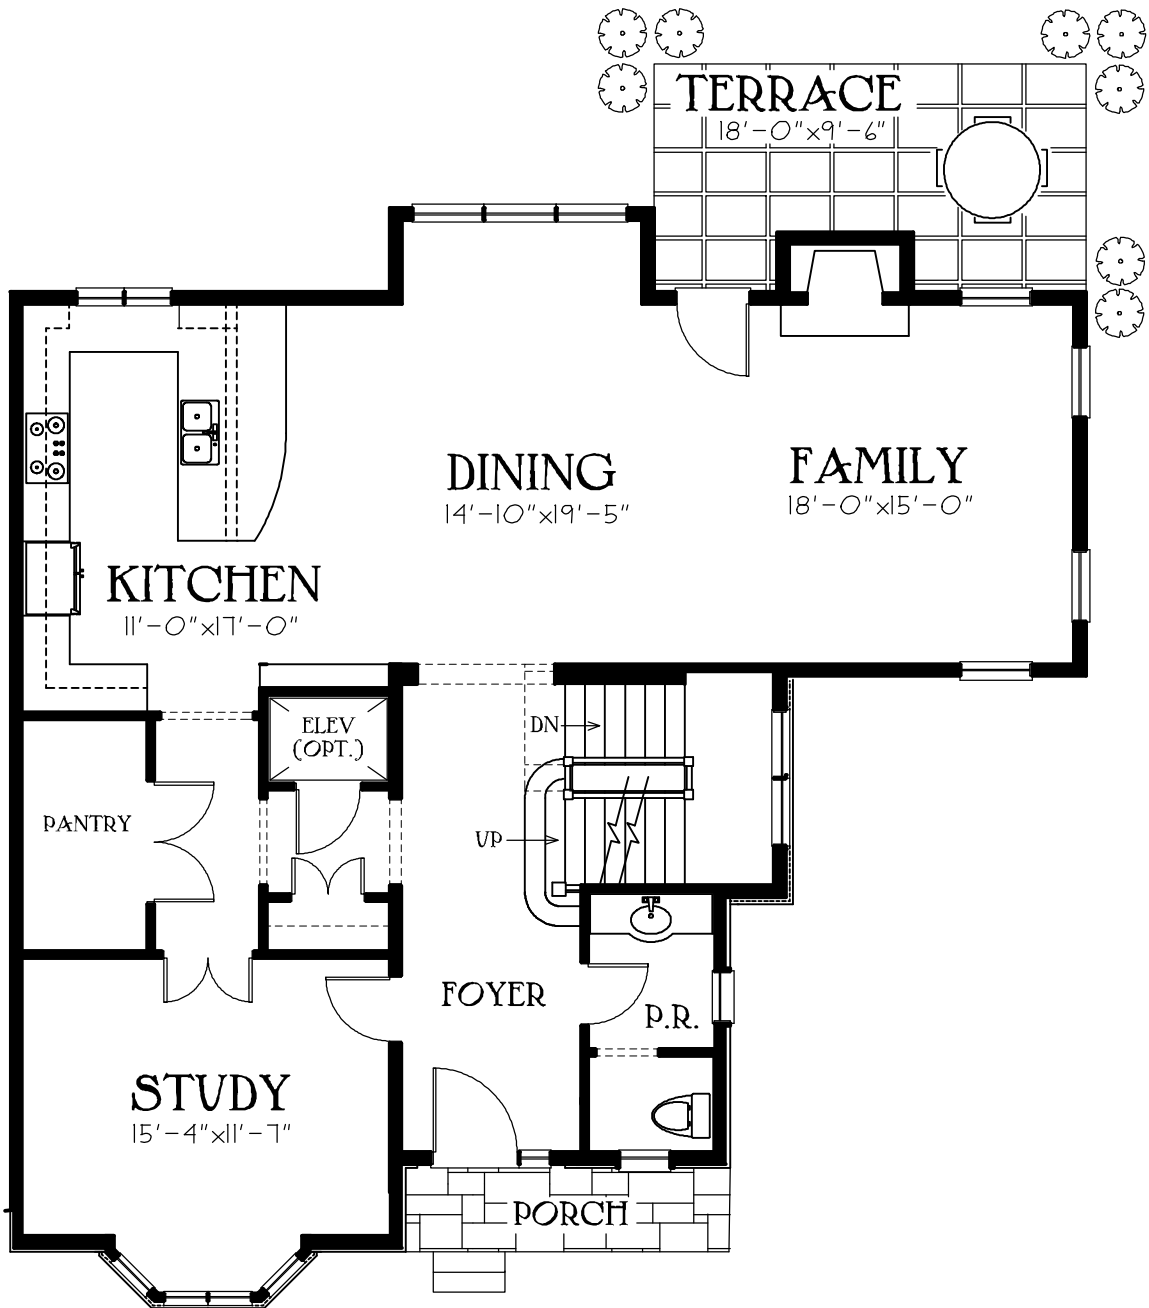 TERRACE
18'-0"x9'-6"
DINING
14'-10"x19'-5"
FAMILY
18'-0"x15'-0"
KITCHEN
11'-0"x17'-0"
ELEV
(OPT.)
DN
PANTRY
UP
FOYER
P.R.
STUDY
15'-4"x11'-7"
PORCH